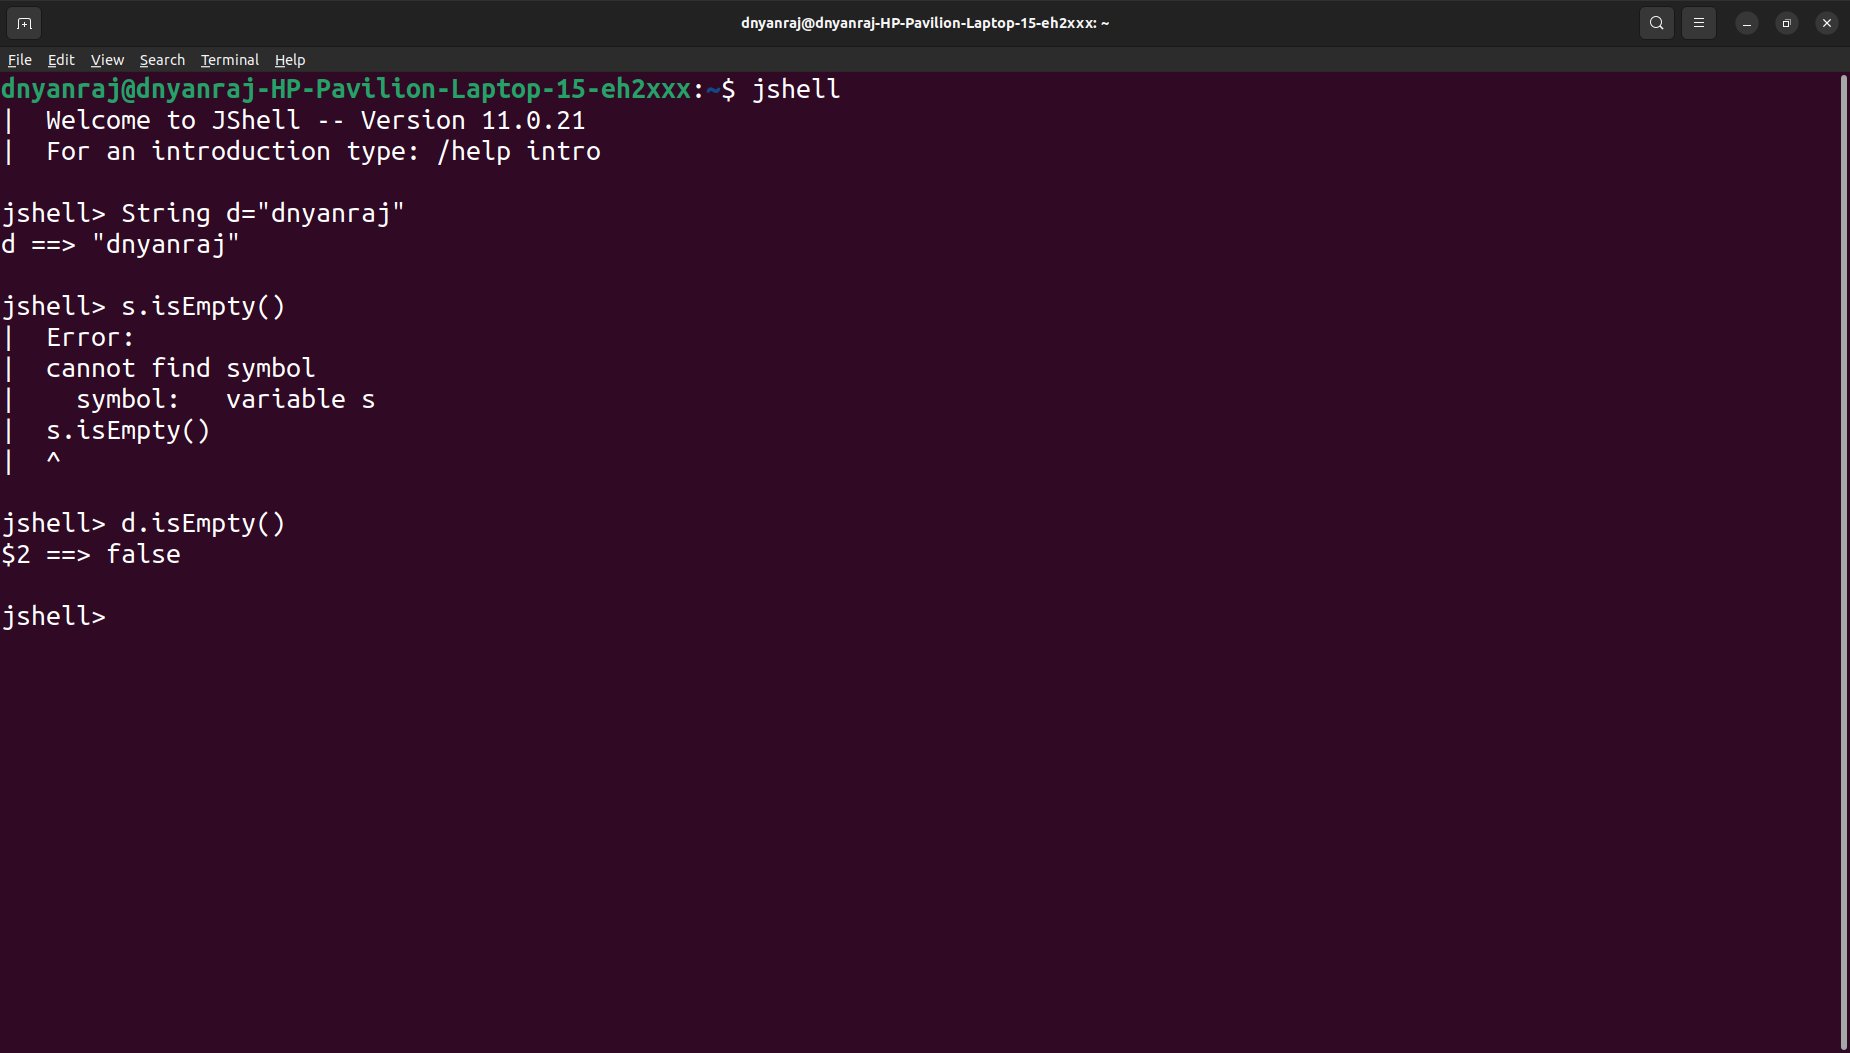 dnyanraj@dnyanraj-HP-Pavilion-Laptop-15-eh2xxx: ~
File Edit View Search Terminal Help
dnyanraj@dnyanraj-HP-Pavilion-Laptop-15-eh2xxx:~$ jshell
|  Welcome to JShell -- Version 11.0.21
|  For an introduction type: /help intro
jshell> String d="dnyanraj"
d ==> "dnyanraj"
jshell> s.isEmpty()
|  Error:
|  cannot find symbol
|    symbol:   variable s
|  s.isEmpty()
|  ^
jshell> d.isEmpty()
$2 ==> false
jshell>